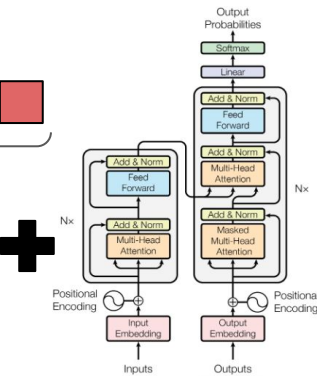 Output
Probabilities
Softmax
Linear
Add & Norm
Feed
Forward
Add & Norm
Multi-Head
Attention
Add & Norm
Masked
Multi-Head
Attention
Nx
Add & Norm
Feed
Forward
Add & Norm
Multi-Head
Attention
Nx
Positional
Encoding
Positional
Encoding
Input
Embedding
Output
Embedding
Inputs
Outputs